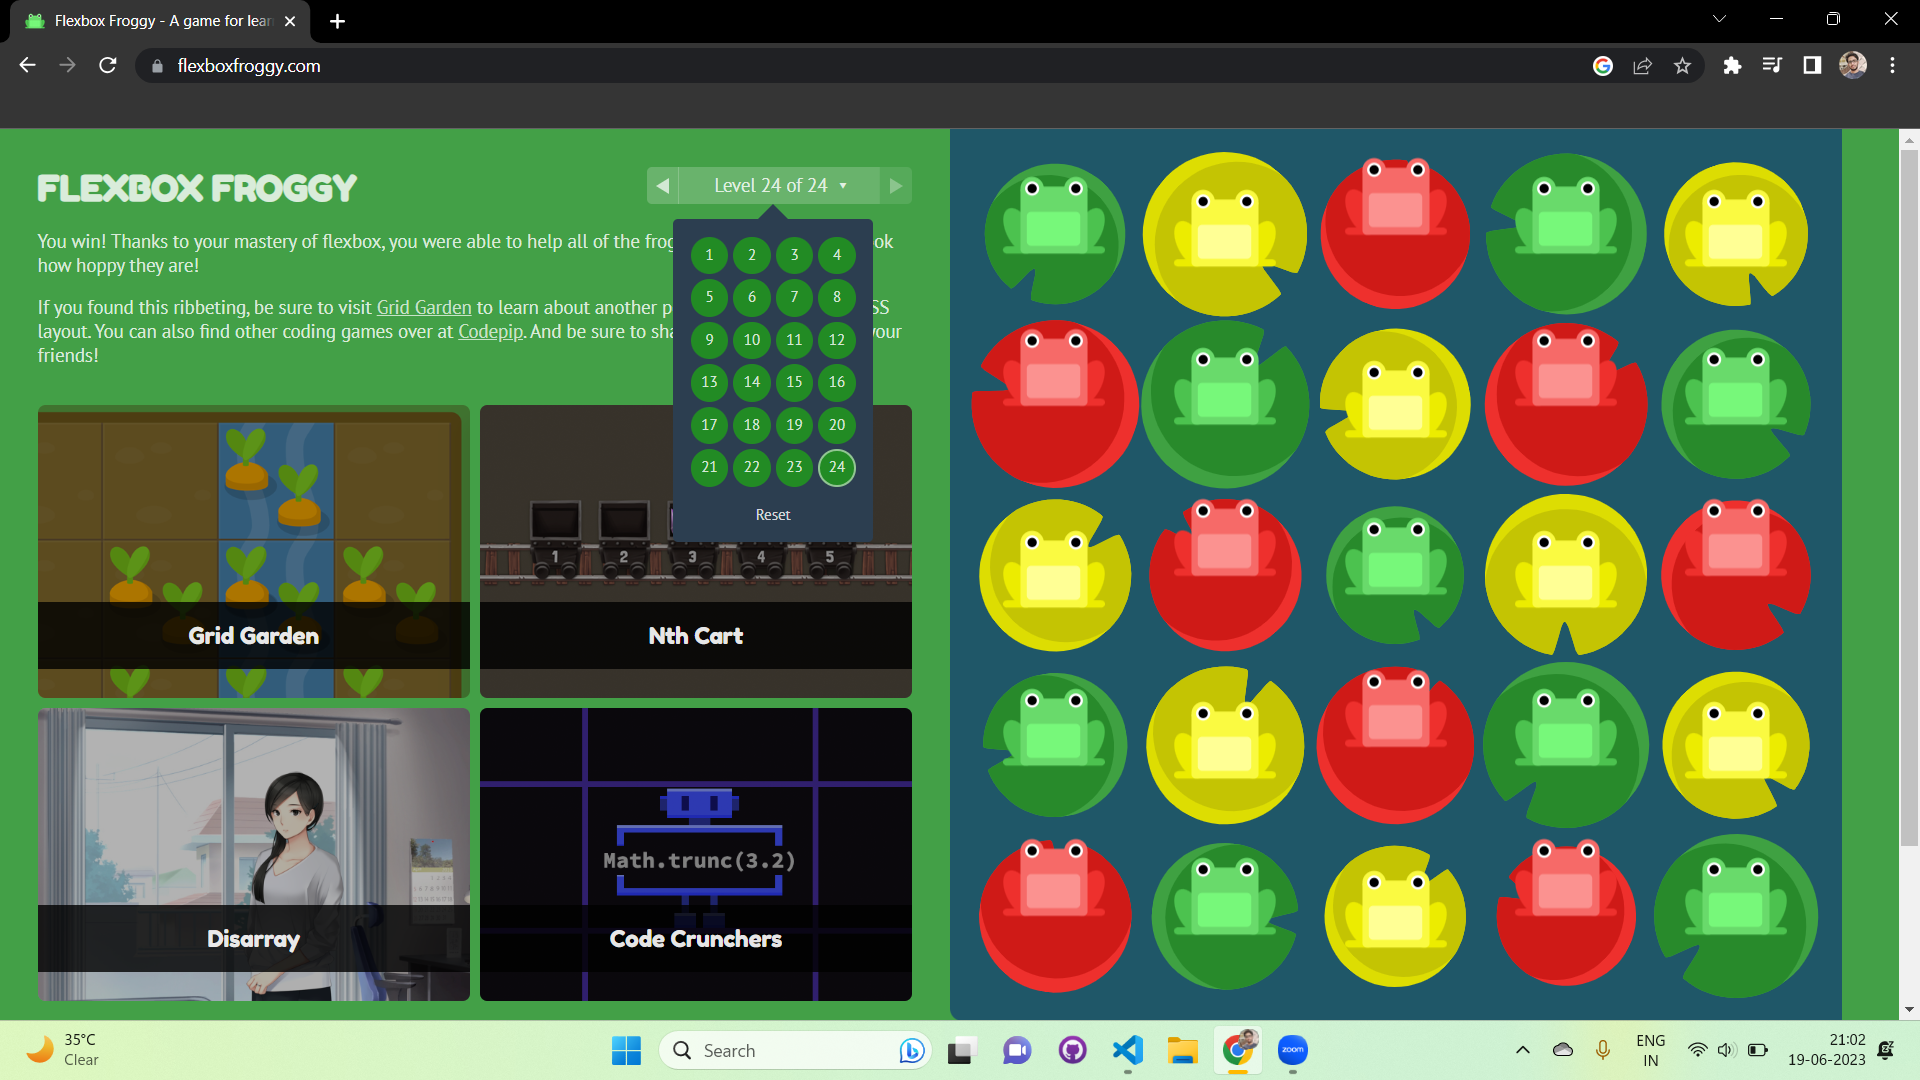 Flexbox Froggy - A game for lear
flexboxfroggy.com
FLEXBOX FROGGY
Level 24 of 24
You win! Thanks to your mastery of flexbox, you were able to help all of the frog ok
how hoppy they are!
If you found this ribbeting, be sure to visit Grid Garden to learn about another p SS
layout. You can also find other coding games over at Codepip. And be sure to sha your
friends!
1 2 3 4
5 6 7 8
9 10 11 12
13 14 15 16
17 18 19 20
21 22 23 24
Reset
1 2 3 4 5
Grid Garden
Nth Cart
Math.trunc(3.2)
Disarray
Code Crunchers
35°C
Clear
Search
zoom
ENG
IN
21:02
19-06-2023